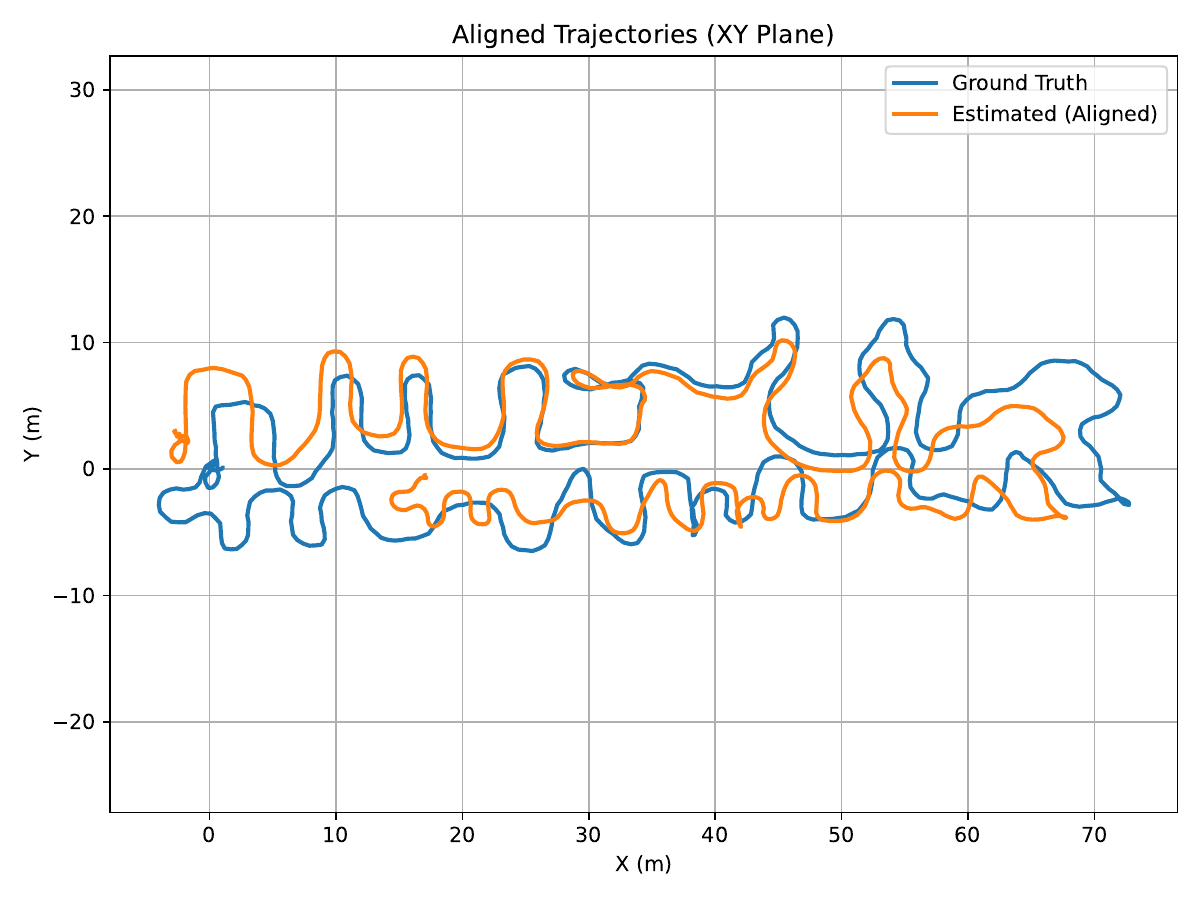 Aligned Trajectories (XY Plane)
Ground Truth
Estimated (Aligned)
30
20
10
0
−10
−20
Y (m)
0 10 20 30 40 50 60 70
X (m)